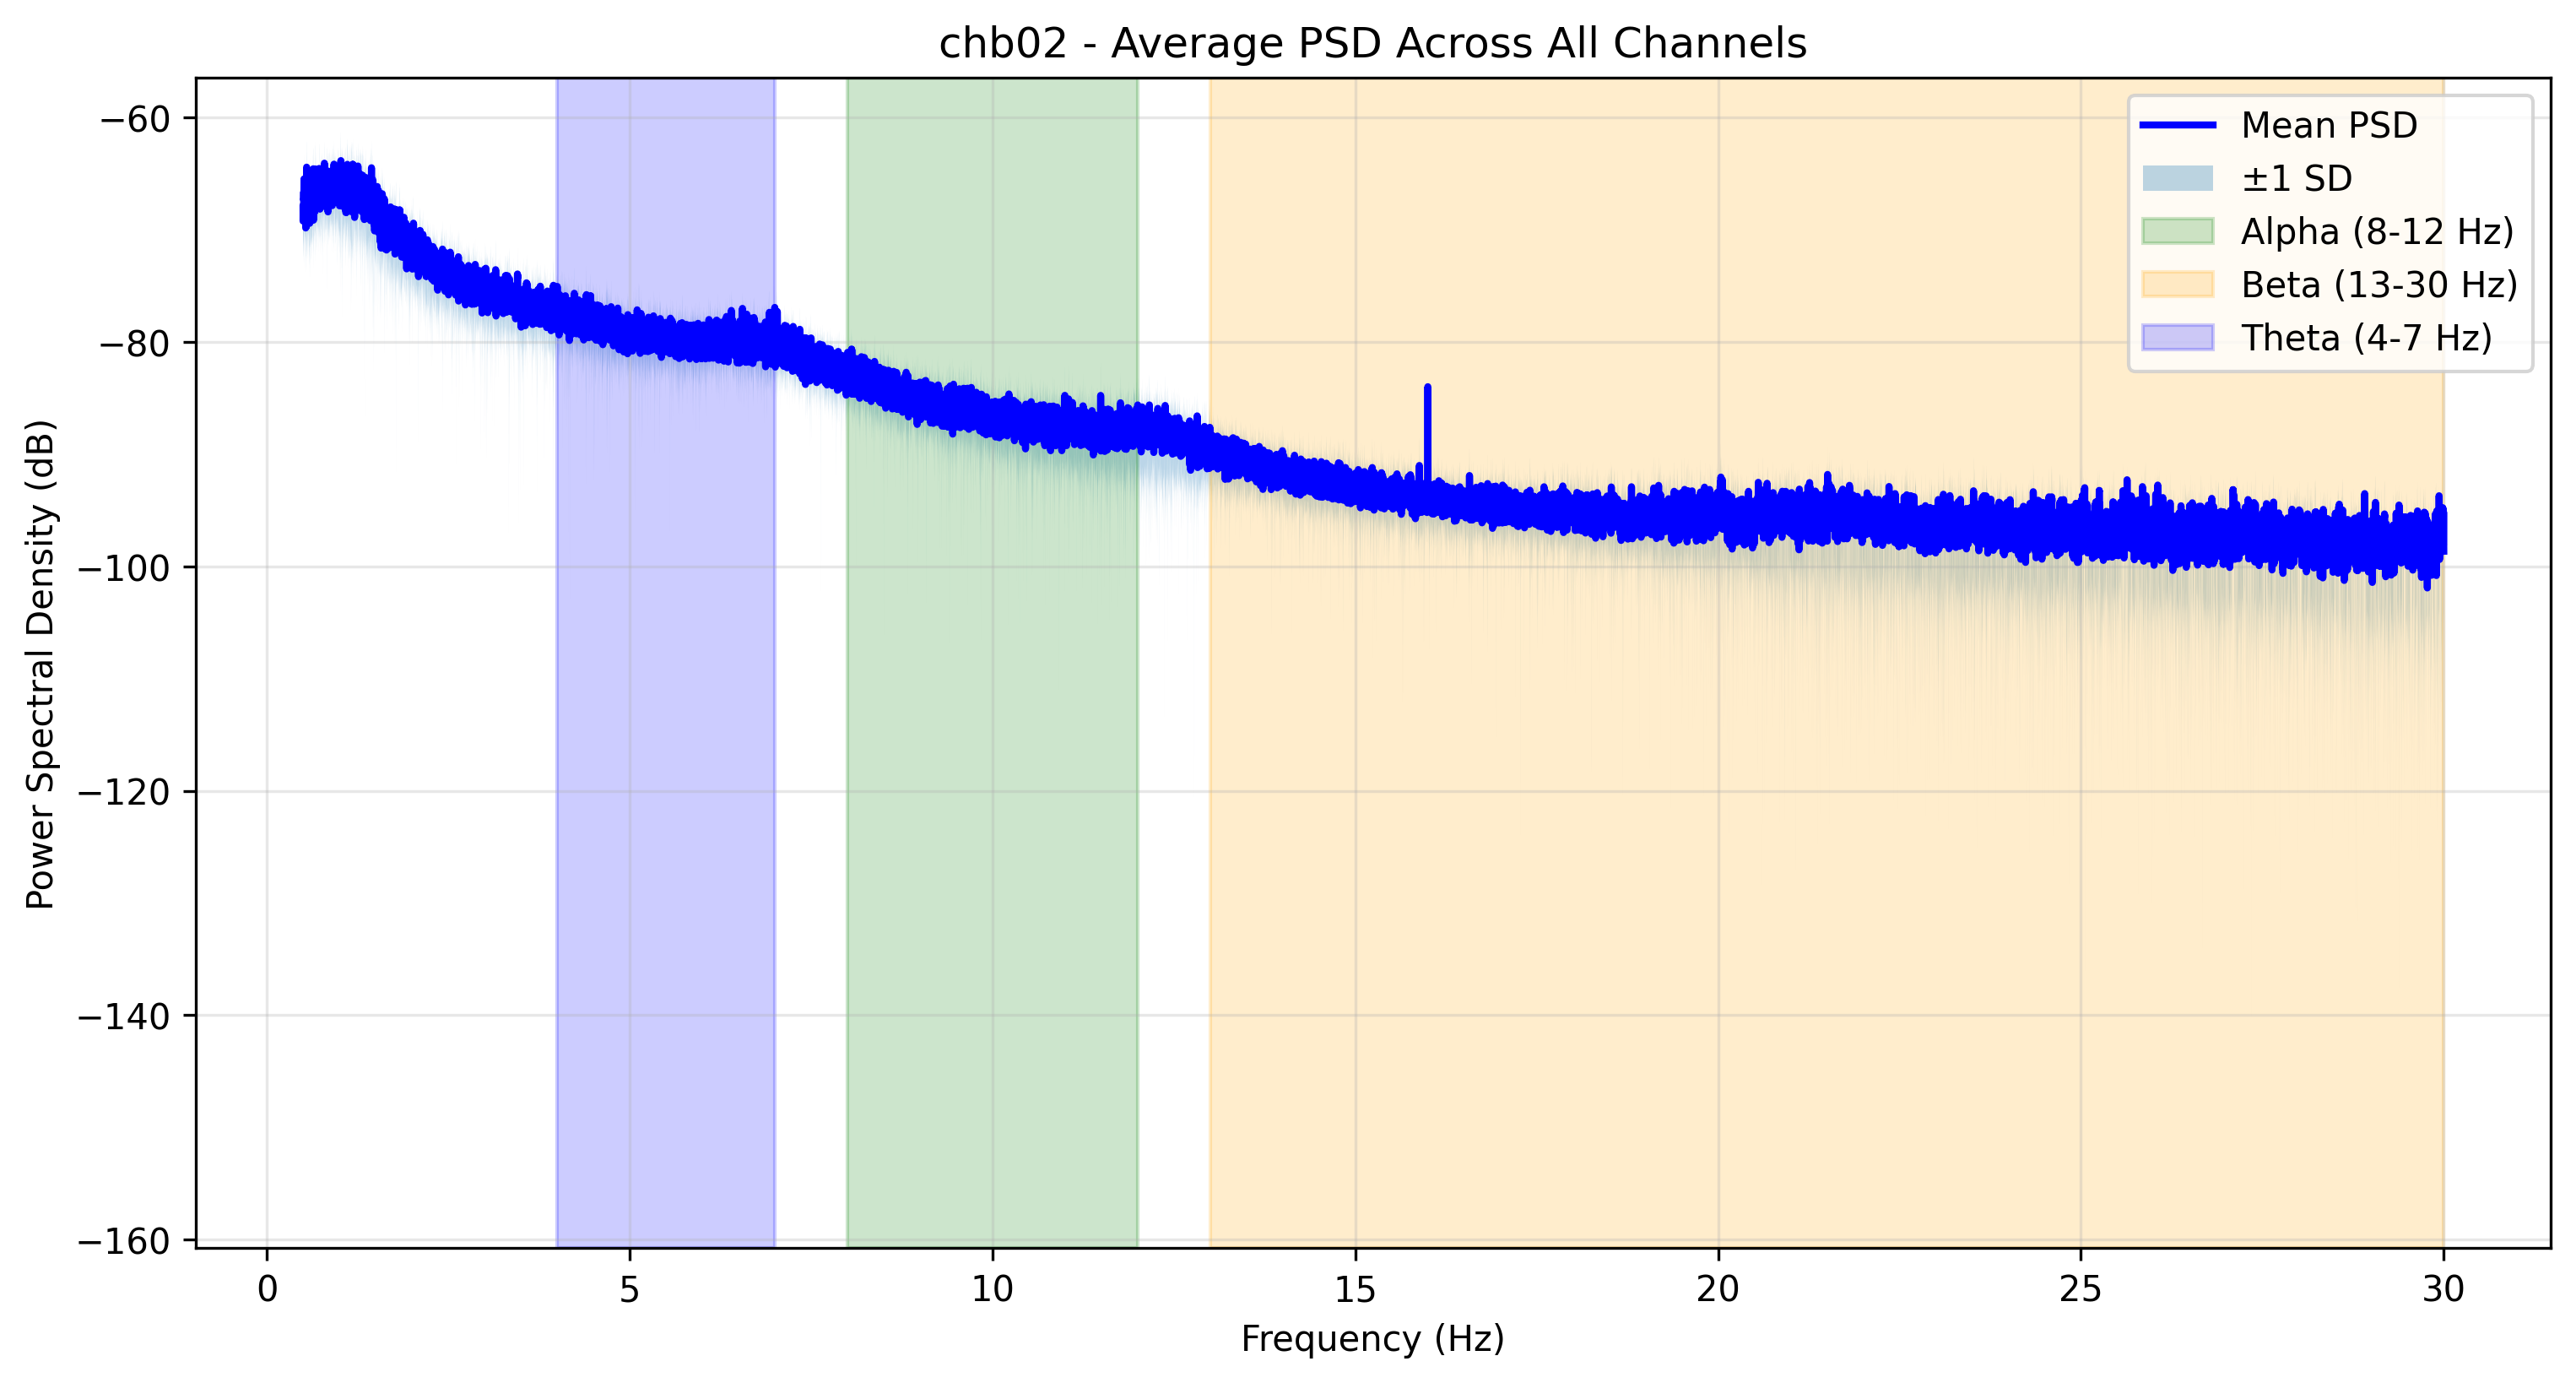 chb02 - Average PSD Across All Channels
Power Spectral Density (dB)
−60
−80
−100
−120
−140
−160
Mean PSD
±1 SD
Alpha (8-12 Hz)
Beta (13-30 Hz)
Theta (4-7 Hz)
0 5 10 15 20 25 30
Frequency (Hz)